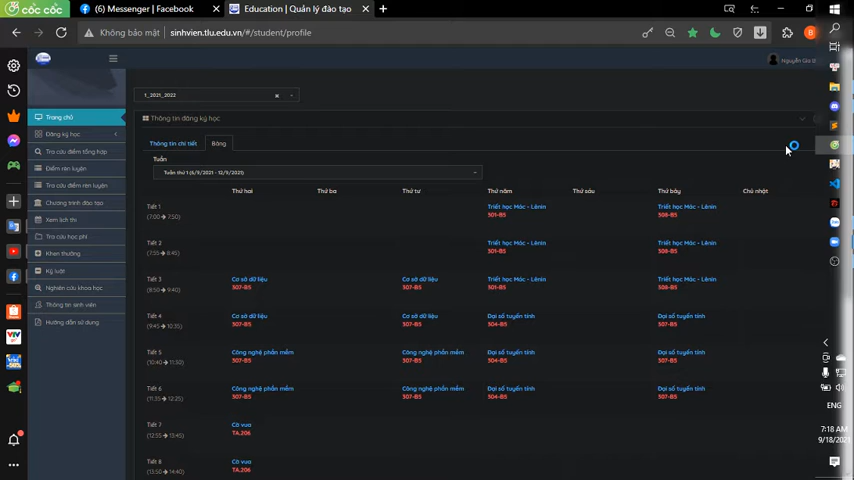 cốc cốc
(6) Messenger | Facebook
Education | Quản lý đào tạo
Không bảo mật
sinhvien.tlu.edu.vn/#/student/profile
Nguyễn Gia B
1_2021_2022
Trang chủ
Thông tin đăng ký học
Đăng ký học
Tra cứu điểm tổng hợp
Thông tin chi tiết
Bảng
Điểm rèn luyện
Tuần
Tra cứu điểm rèn luyện
Tuần thứ 1 (6/9/2021 - 12/9/2021)
Chương trình đào tạo
Thứ hai Thứ ba Thứ tư Thứ năm Thứ sáu Thứ bảy Chủ nhật
Xem lịch thi
Tra cứu học phí
Khen thưởng
Kỷ luật
Nghiên cứu khoa học
Thông tin sinh viên
Hướng dẫn sử dụng
Tiết 1 Triết học Mác - Lênin Triết học Mác - Lênin
(7:00 → 7:50) 501-B5 508-B5
Tiết 2 Triết học Mác - Lênin Triết học Mác - Lênin
(7:55 → 8:45) 501-B5 508-B5
Tiết 3 Cơ sở dữ liệu Cơ sở dữ liệu Triết học Mác - Lênin Triết học Mác - Lênin
(8:50 → 9:40) 307-B5 307-B5 501-B5 508-B5
Tiết 4 Cơ sở dữ liệu Cơ sở dữ liệu Đại số tuyến tính Đại số tuyến tính
(9:45 → 10:35) 307-B5 307-B5 504-B5 507-B5
Tiết 5 Công nghệ phần mềm Công nghệ phần mềm Đại số tuyến tính Đại số tuyến tính
(10:40 → 11:30) 307-B5 307-B5 504-B5 507-B5
Tiết 6 Công nghệ phần mềm Công nghệ phần mềm Đại số tuyến tính Đại số tuyến tính
(11:35 → 12:25) 307-B5 307-B5 504-B5 507-B5
Tiết 7 Cờ vua
(12:55 → 13:45) TA.206
Tiết 8 Cờ vua
(13:50 → 14:40) TA.206
ENG
7:18 AM
9/18/2021